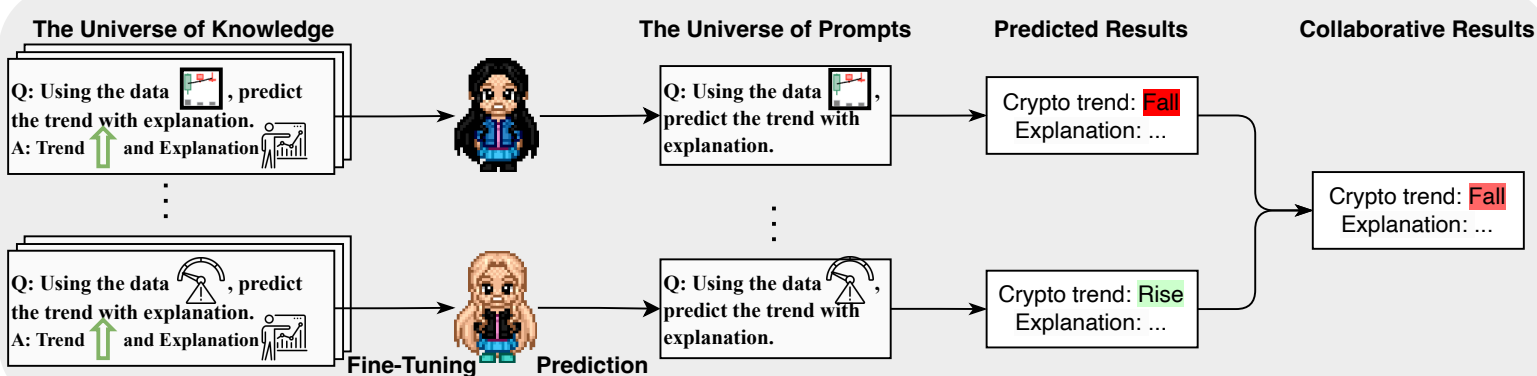 The Universe of Knowledge
The Universe of Prompts
Predicted Results
Collaborative Results
Q: Using the data , predict
the trend with explanation.
A: Trend and Explanation
Q: Using the data ,
predict the trend with
explanation.
Crypto trend: Fall
Explanation: ...
Crypto trend: Fall
Explanation: ...
Q: Using the data , predict
the trend with explanation.
A: Trend and Explanation
Q: Using the data ,
predict the trend with
explanation.
Crypto trend: Rise
Explanation: ...
Fine-Tuning
Prediction